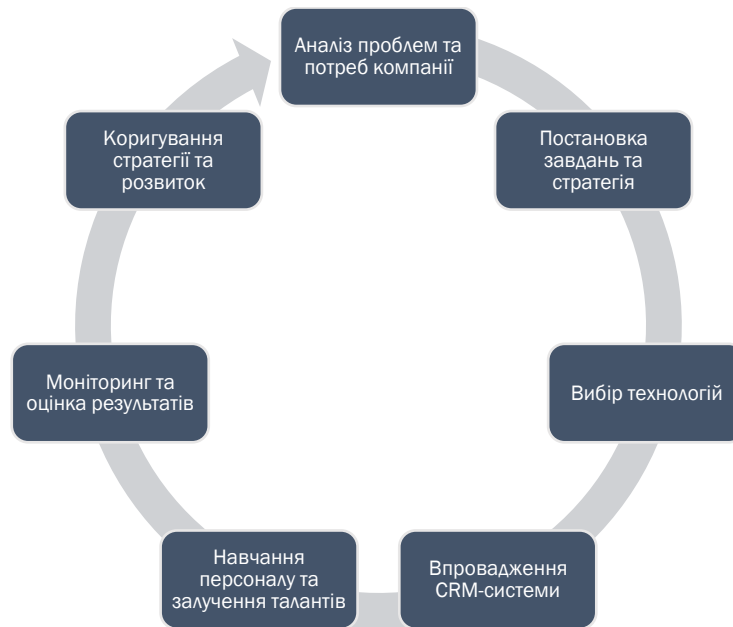 Аналіз проблем та
потреб компанії
Постановка
завдань та
стратегія
Вибір технологій
Впровадження
CRM-системи
Навчання
персоналу та
залучення талантів
Моніторинг та
оцінка результатів
Коригування
стратегії та
розвиток